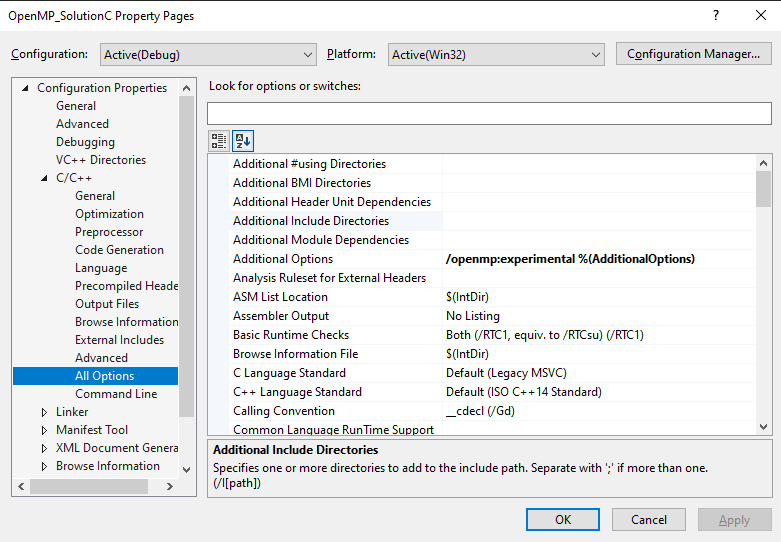 OpenMP_SolutionC Property Pages
?
Configuration: Active(Debug) Platform: Active(Win32) Configuration Manager...
Configuration Properties
General
Advanced
Debugging
VC++ Directories
C/C++
General
Optimization
Preprocessor
Code Generation
Language
Precompiled Heade
Output Files
Browse Information
External Includes
Advanced
All Options
Command Line
Linker
Manifest Tool
XML Document Genera
Browse Information
Look for options or switches:
Additional #using Directories
Additional BMI Directories
Additional Header Unit Dependencies
Additional Include Directories
Additional Module Dependencies
Additional Options /openmp:experimental %(AdditionalOptions)
Analysis Ruleset for External Headers
ASM List Location $(IntDir)
Assembler Output No Listing
Basic Runtime Checks Both (/RTC1, equiv. to /RTCsu) (/RTC1)
Browse Information File $(IntDir)
C Language Standard Default (Legacy MSVC)
C++ Language Standard Default (ISO C++14 Standard)
Calling Convention __cdecl (/Gd)
Common Language RunTime Support
Additional Include Directories
Specifies one or more directories to add to the include path. Separate with ';' if more than one.
(/I[path])
OK Cancel Apply